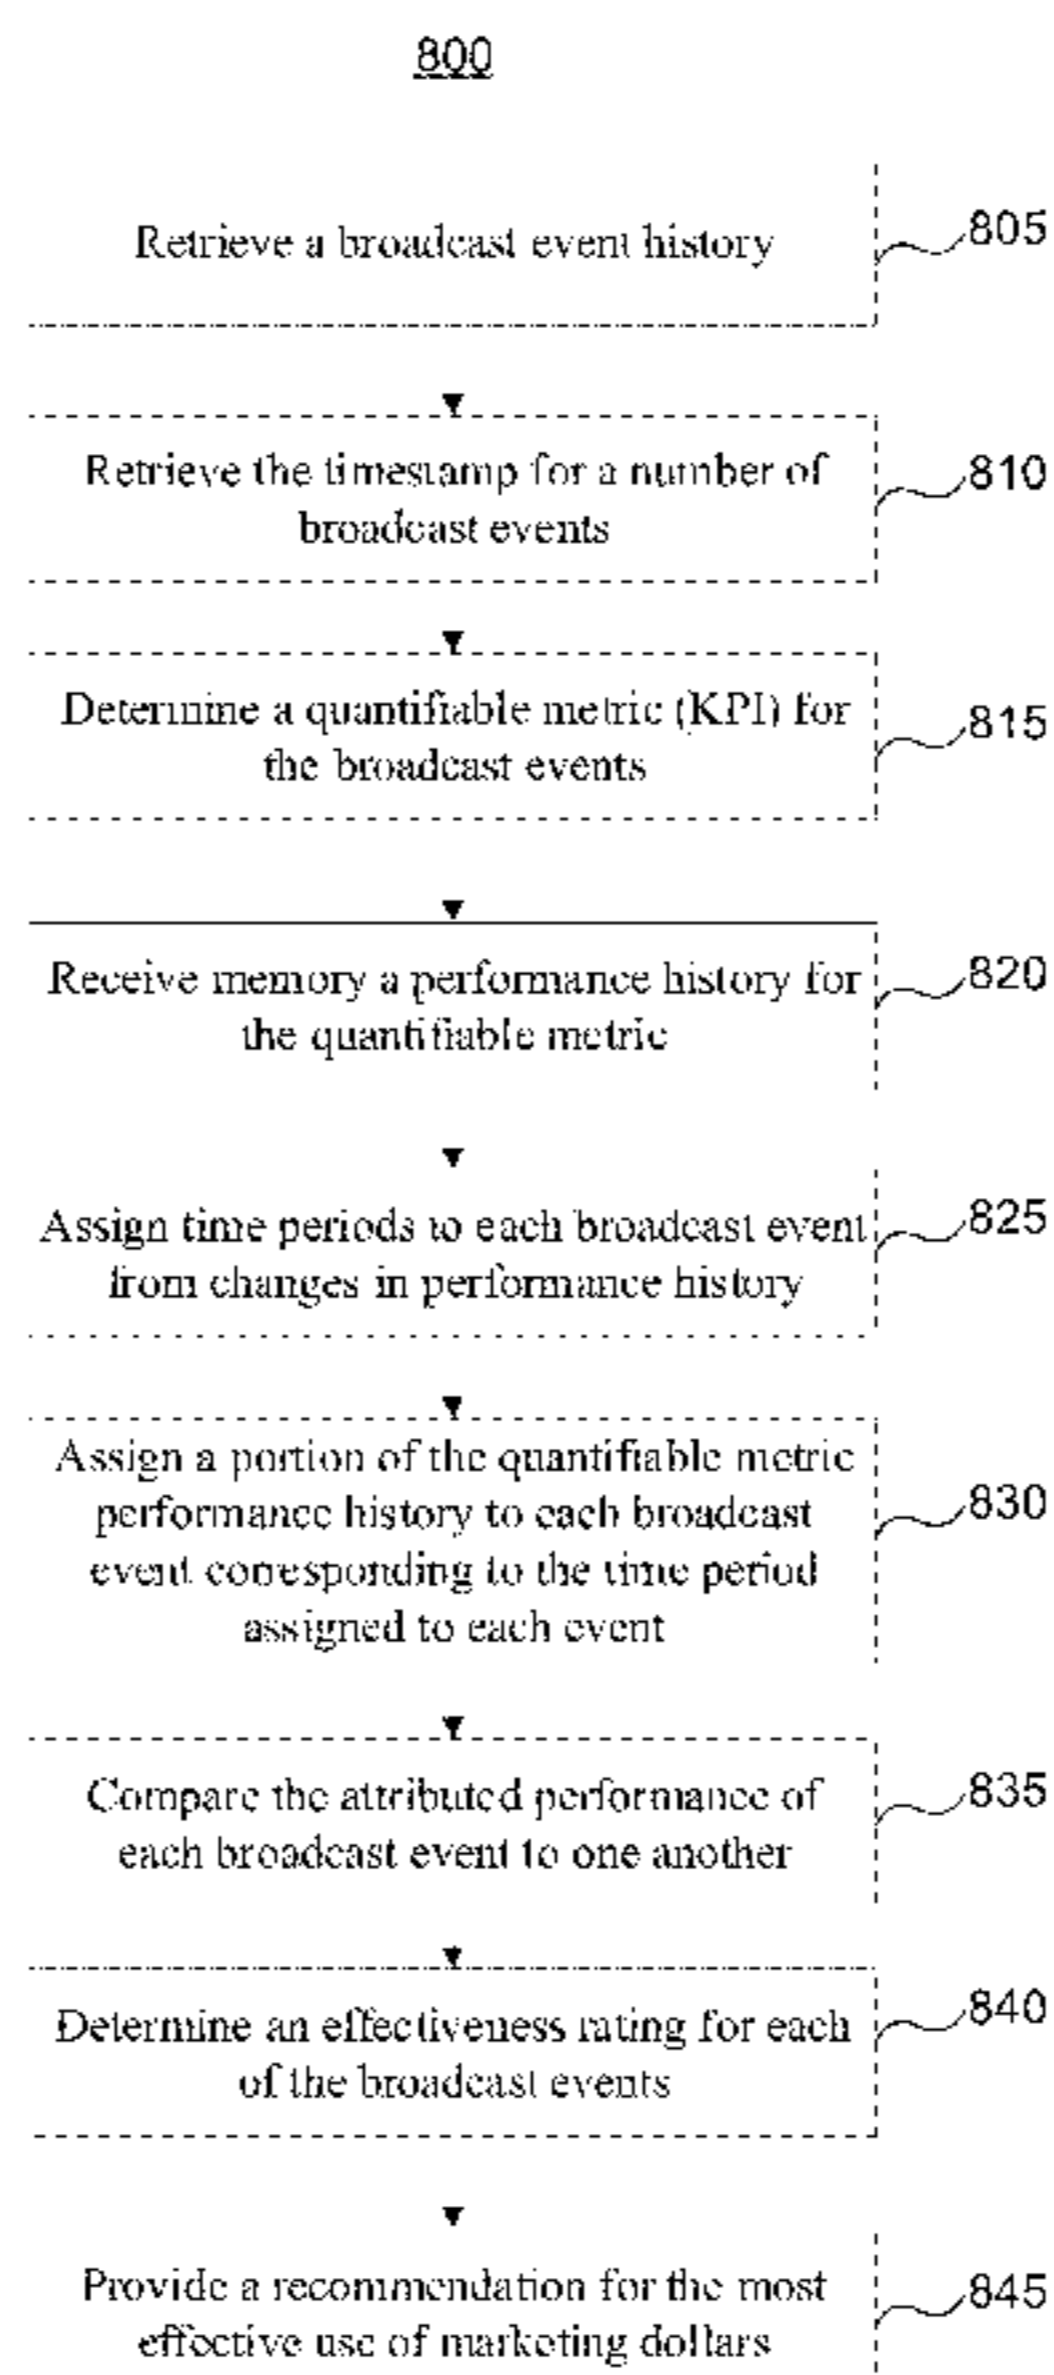 800
Retrieve a broadcast event history
805
Retrieve the timestamp for a number of
broadcast events
810
Determine a quantifiable metric (KPI) for
the broadcast events
815
Receive memory a performance history for
the quantifiable metric
820
Assign time periods to each broadcast event
from changes in performance history
825
Assign a portion of the quantifiable metric
performance history to each broadcast
event corresponding to the time period
assigned to each event
830
Compare the attributed performance of
each broadcast event to one another
835
Determine an effectiveness rating for each
of the broadcast events
840
Provide a recommendation for the most
effective use of marketing dollars
845